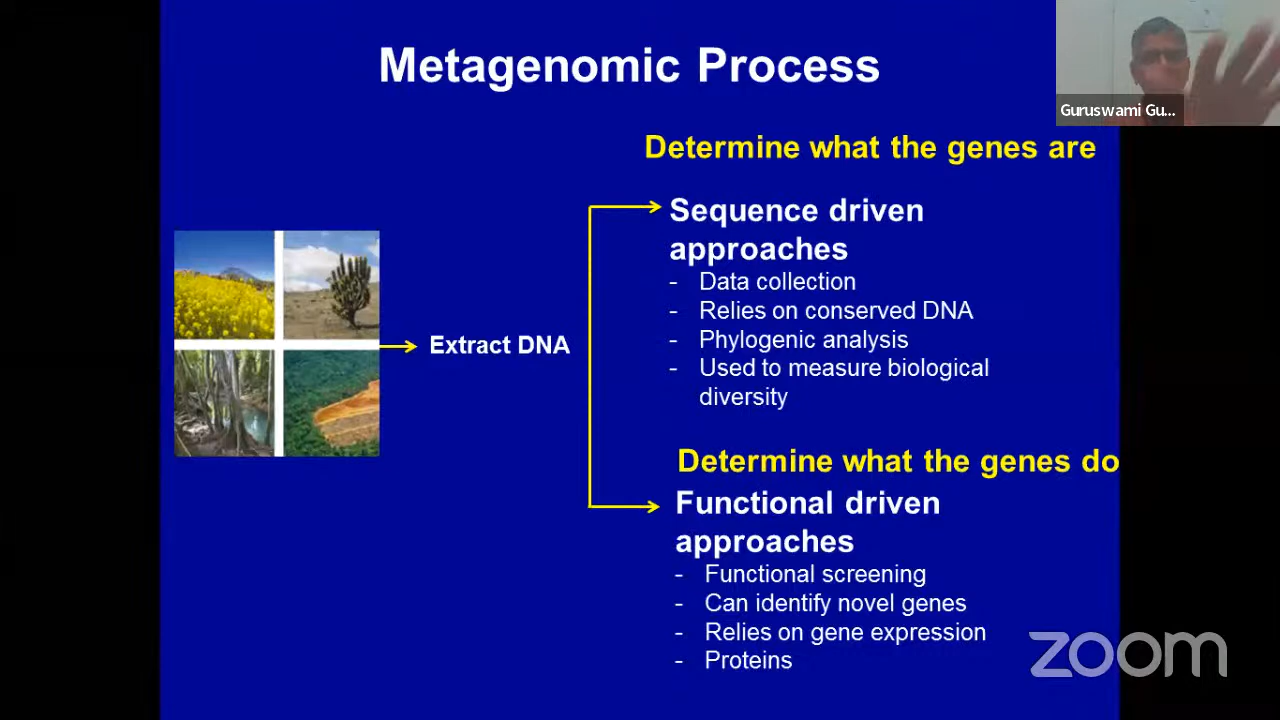 Metagenomic Process
Guruswami Gu...
Determine what the genes are
Sequence driven
approaches
- Data collection
- Relies on conserved DNA
- Phylogenic analysis
- Used to measure biological
diversity
Extract DNA
Determine what the genes do
Functional driven
approaches
- Functional screening
- Can identify novel genes
- Relies on gene expression
- Proteins
zoom